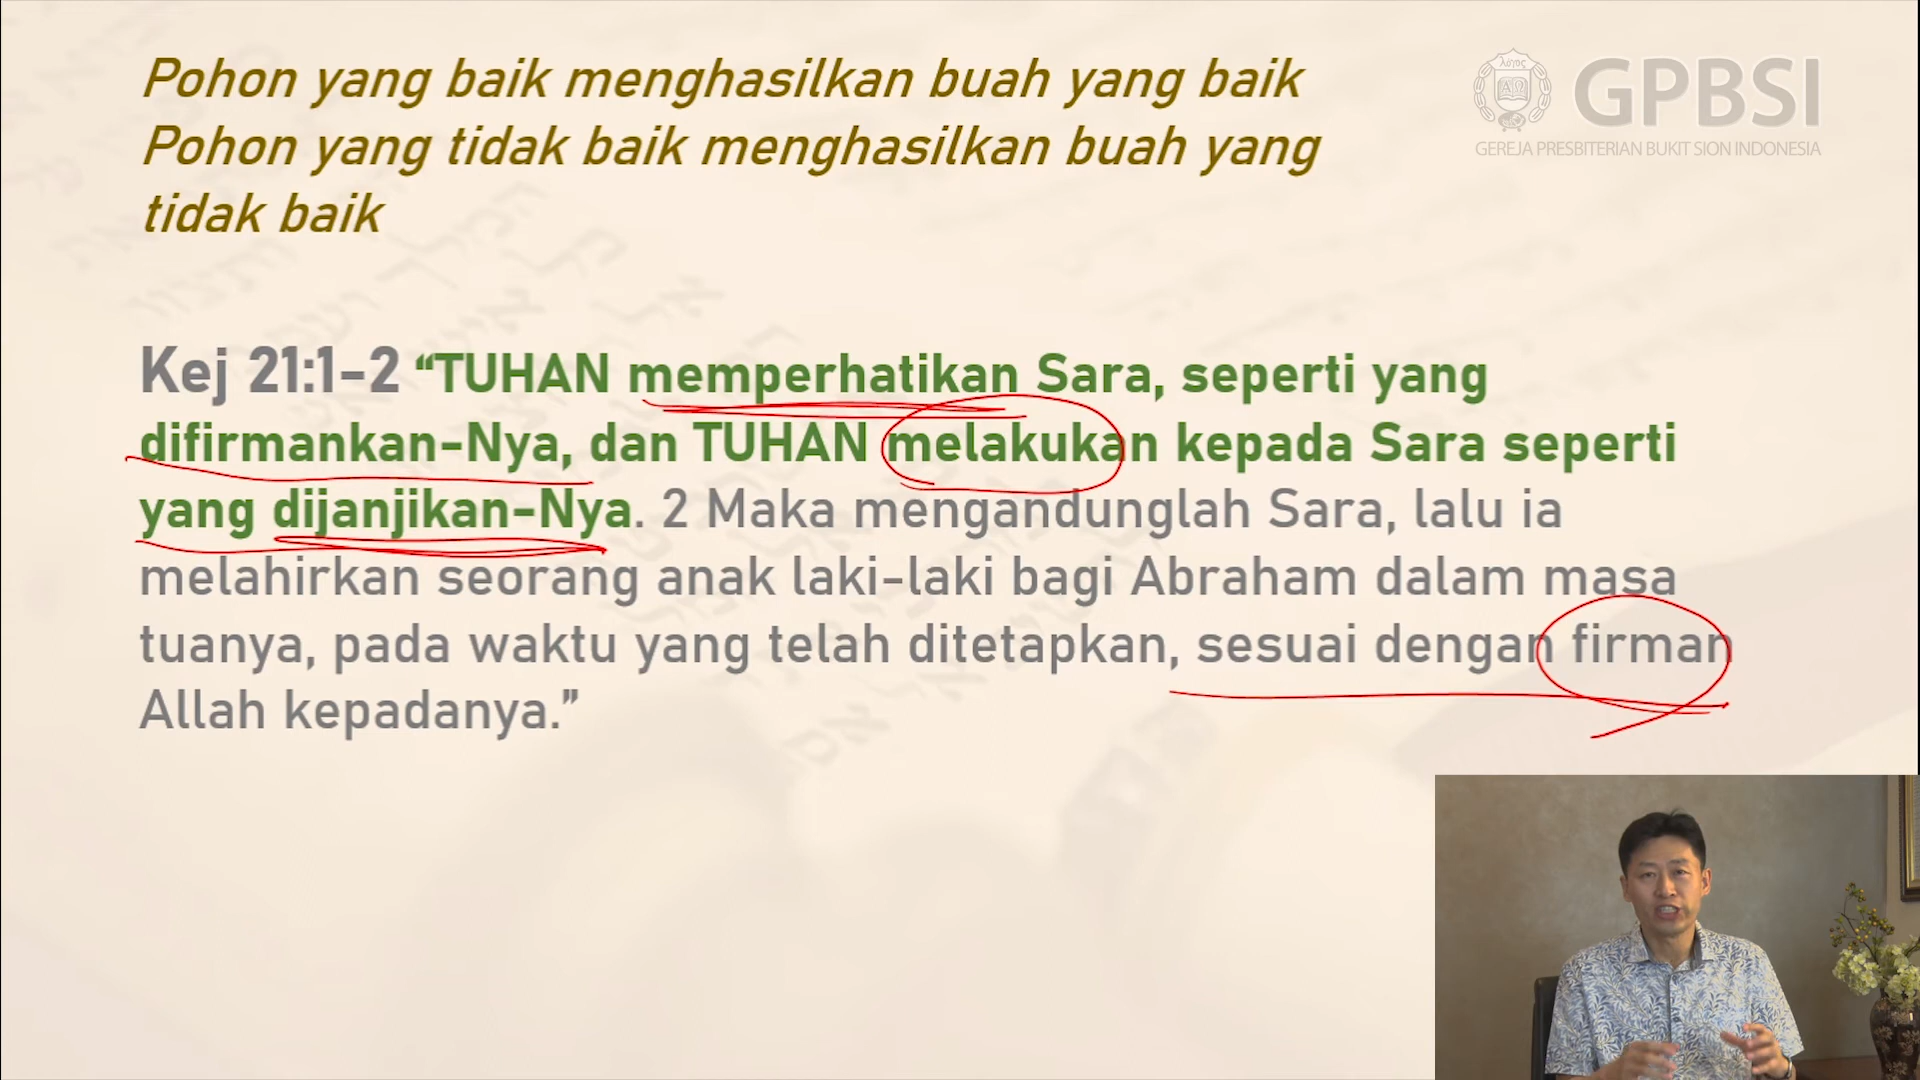 Pohon yang baik menghasilkan buah yang baik
Pohon yang tidak baik menghasilkan buah yang
tidak baik
GPBSI
GEREJA PRESBITERIAN BUKIT SION INDONESIA
Kej 21:1-2 “TUHAN memperhatikan Sara, seperti yang
difirmankan-Nya, dan TUHAN melakukan kepada Sara seperti
yang dijanjikan-Nya. 2 Maka mengandunglah Sara, lalu ia
melahirkan seorang anak laki-laki bagi Abraham dalam masa
tuanya, pada waktu yang telah ditetapkan, sesuai dengan firman
Allah kepadanya.”